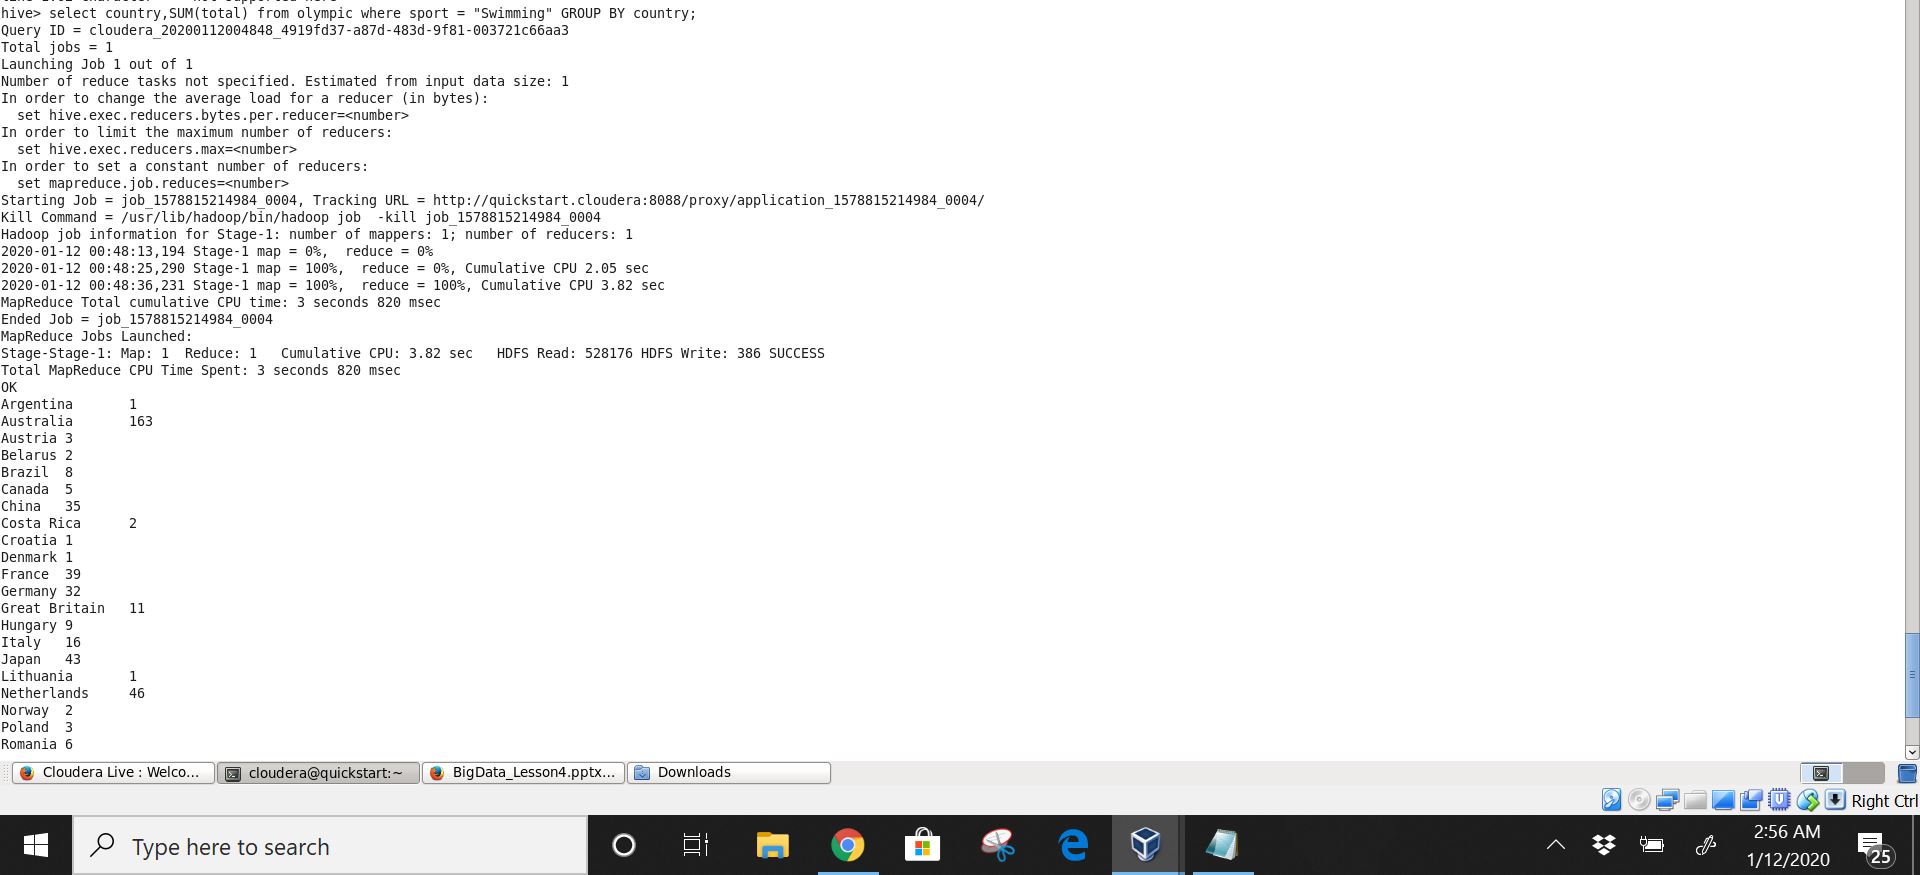 hive> select country,SUM(total) from olympic where sport = "Swimming" GROUP BY country;
Query ID = cloudera_20200112004848_4919fd37-a87d-483d-9f81-003721c66aa3
Total jobs = 1
Launching Job 1 out of 1
Number of reduce tasks not specified. Estimated from input data size: 1
In order to change the average load for a reducer (in bytes):
  set hive.exec.reducers.bytes.per.reducer=<number>
In order to limit the maximum number of reducers:
  set hive.exec.reducers.max=<number>
In order to set a constant number of reducers:
  set mapreduce.job.reduces=<number>
Starting Job = job_1578815214984_0004, Tracking URL = http://quickstart.cloudera:8088/proxy/application_1578815214984_0004/
Kill Command = /usr/lib/hadoop/bin/hadoop job  -kill job_1578815214984_0004
Hadoop job information for Stage-1: number of mappers: 1; number of reducers: 1
2020-01-12 00:48:13,194 Stage-1 map = 0%,  reduce = 0%
2020-01-12 00:48:25,290 Stage-1 map = 100%,  reduce = 0%, Cumulative CPU 2.05 sec
2020-01-12 00:48:36,231 Stage-1 map = 100%,  reduce = 100%, Cumulative CPU 3.82 sec
MapReduce Total cumulative CPU time: 3 seconds 820 msec
Ended Job = job_1578815214984_0004
MapReduce Jobs Launched:
Stage-Stage-1: Map: 1  Reduce: 1   Cumulative CPU: 3.82 sec   HDFS Read: 528176 HDFS Write: 386 SUCCESS
Total MapReduce CPU Time Spent: 3 seconds 820 msec
OK
Argentina 1
Australia 163
Austria 3
Belarus 2
Brazil 8
Canada 5
China 35
Costa Rica 2
Croatia 1
Denmark 1
France 39
Germany 32
Great Britain 11
Hungary 9
Italy 16
Japan 43
Lithuania 1
Netherlands 46
Norway 2
Poland 3
Romania 6
Cloudera Live : Welco... cloudera@quickstart:~ BigData_Lesson4.pptx... Downloads
Right Ctrl
Type here to search
2:56 AM
1/12/2020
25